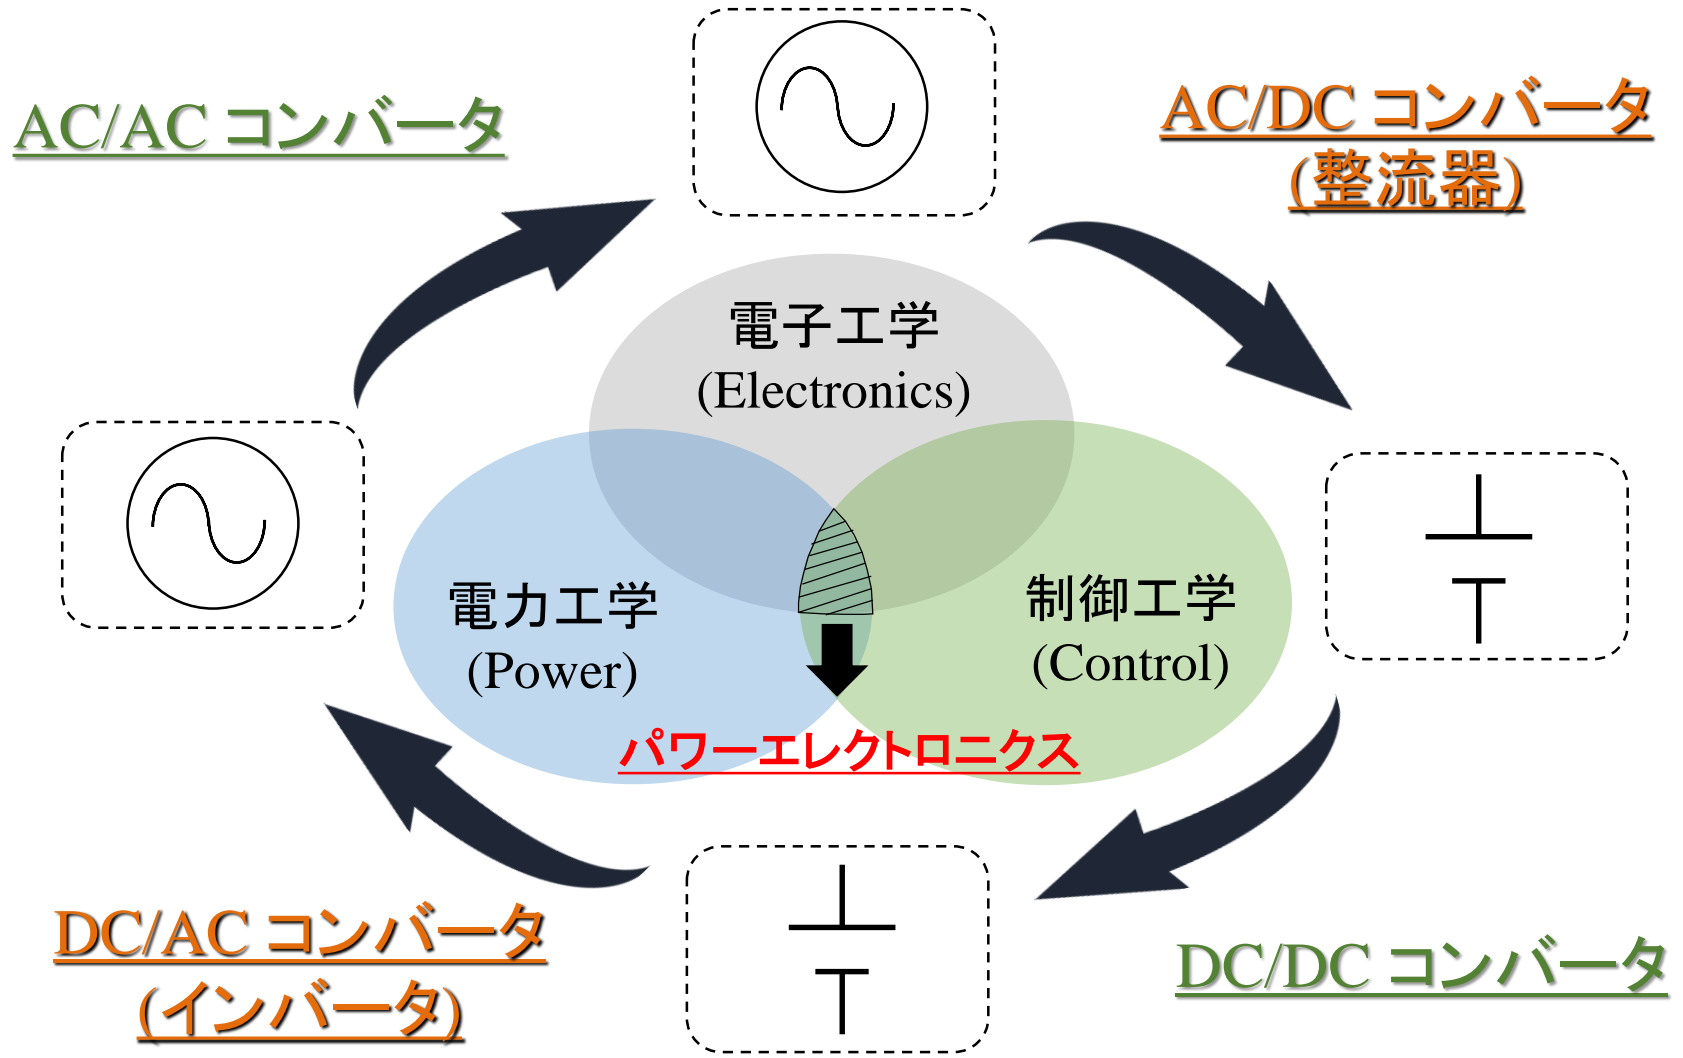 AC/AC コンバータ
AC/DC コンバータ
(整流器)
電子工学
(Electronics)
電力工学
(Power)
制御工学
(Control)
パワーエレクトロニクス
DC/AC コンバータ
(インバータ)
DC/DC コンバータ